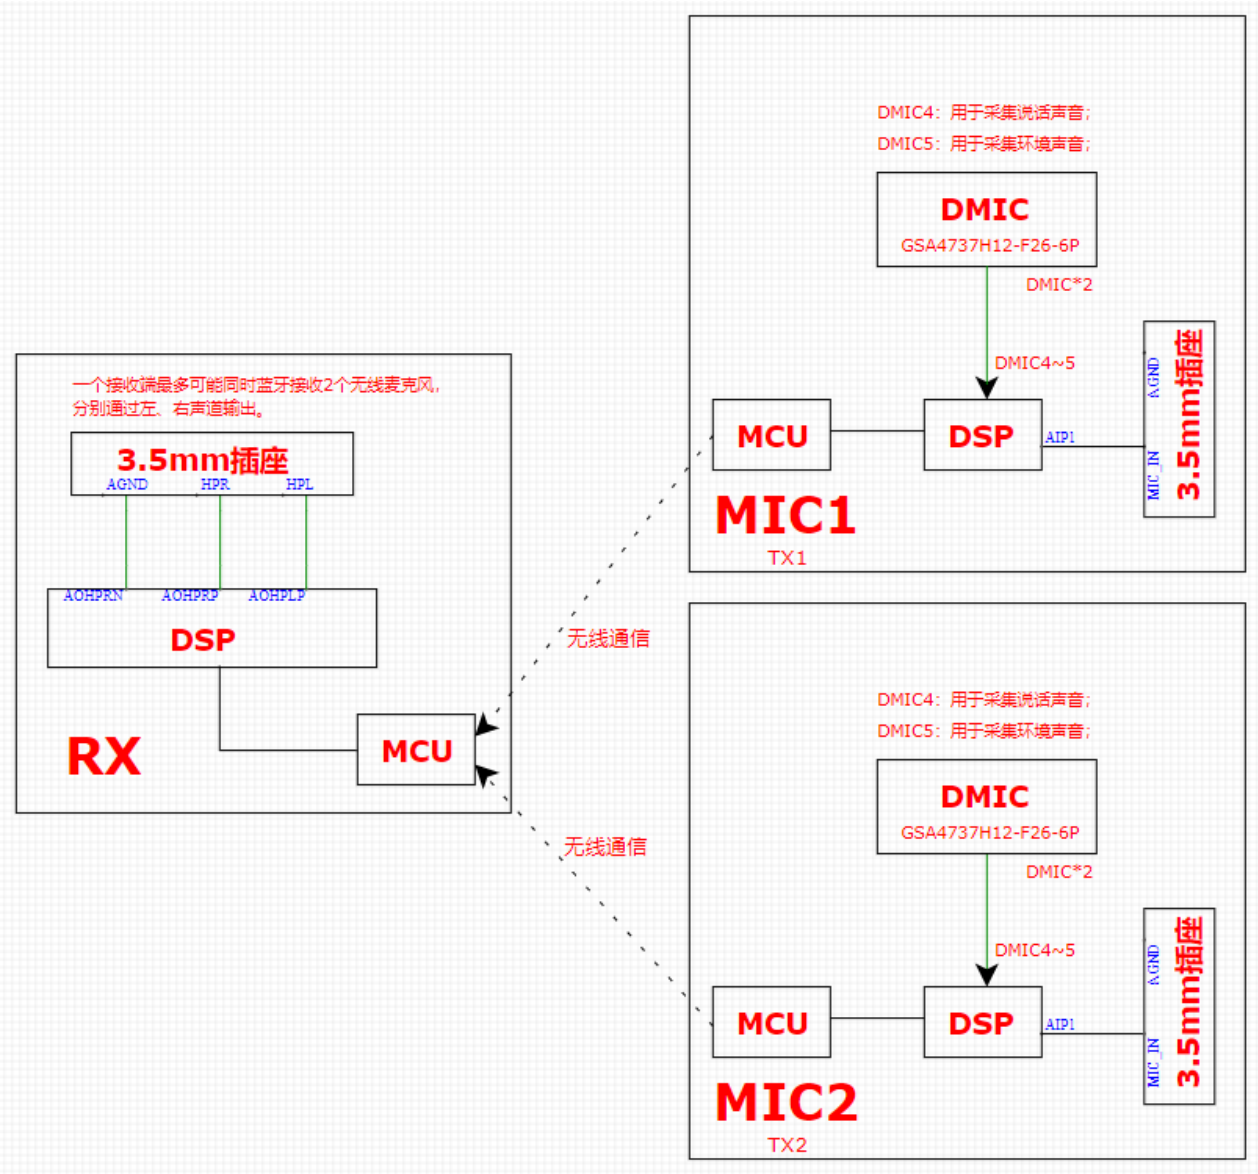 一个接收端最多可能同时蓝牙接收2个无线麦克风,
分别通过左、右声道输出。
3.5mm插座
AGND HPR HPL
AOHPRN AOHPRP AOHPLP
DSP
RX
MCU
无线通信
无线通信
DMIC4：用于采集说话声音;
DMIC5：用于采集环境声音;
DMIC
GSA4737H12-F26-6P
DMIC*2
DMIC4~5
MCU
DSP
AIP1
AGND
MIC_IN
3.5mm插座
MIC1
TX1
DMIC4：用于采集说话声音;
DMIC5：用于采集环境声音;
DMIC
GSA4737H12-F26-6P
DMIC*2
DMIC4~5
MCU
DSP
AIP1
AGND
MIC_IN
3.5mm插座
MIC2
TX2